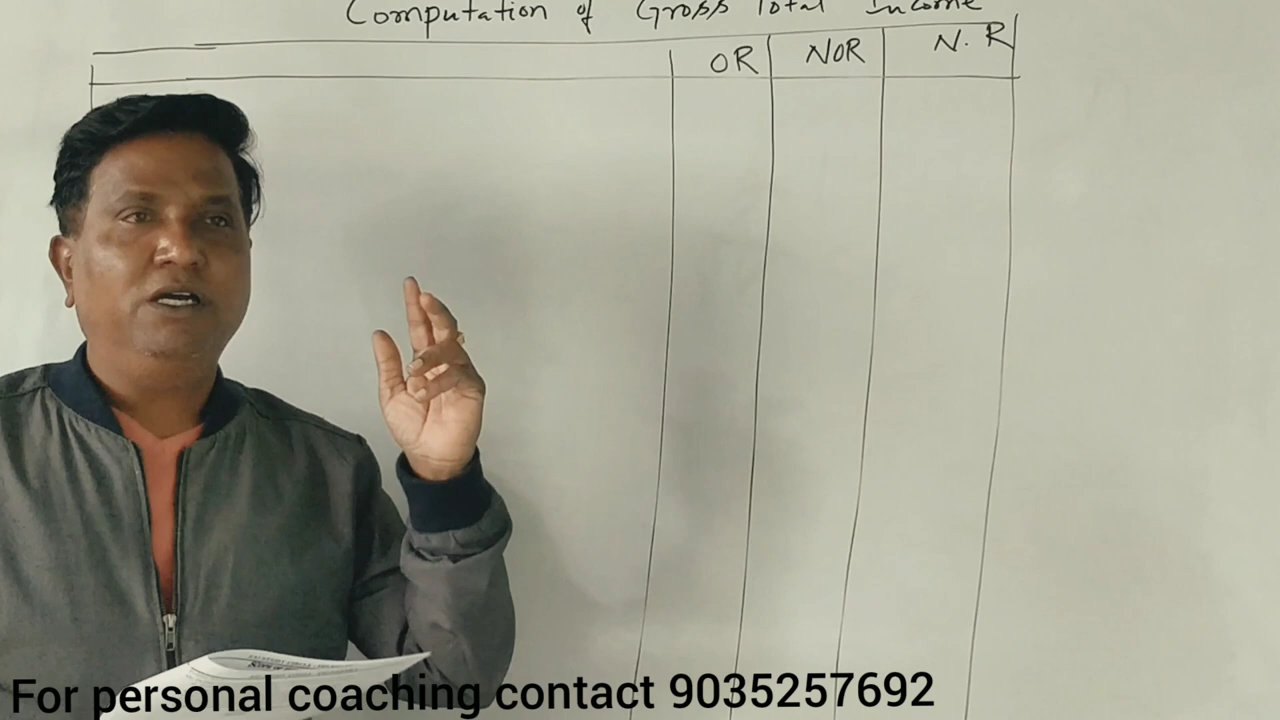 Computation of Gross Total Income
OR NOR N.R
For personal coaching contact 9035257692